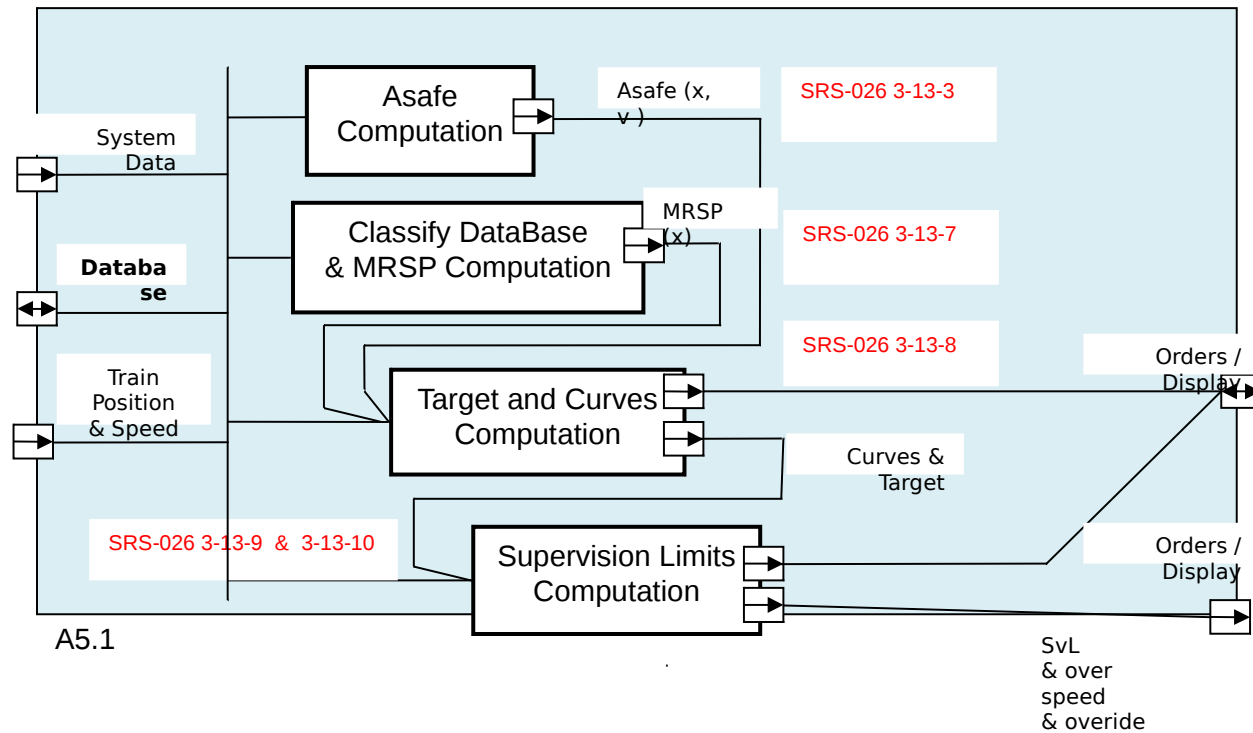 Asafe
Computation
Asafe (x,
v )
SRS-026 3-13-3
System
Data
Classify DataBase
& MRSP Computation
MRSP
(x)
SRS-026 3-13-7
Databa
se
SRS-026 3-13-8
Train
Position
& Speed
Target and Curves
Computation
Orders /
Display
Curves &
Target
SRS-026 3-13-9 & 3-13-10
Supervision Limits
Computation
Orders /
Display
A5.1
SvL
& over
speed
& overide